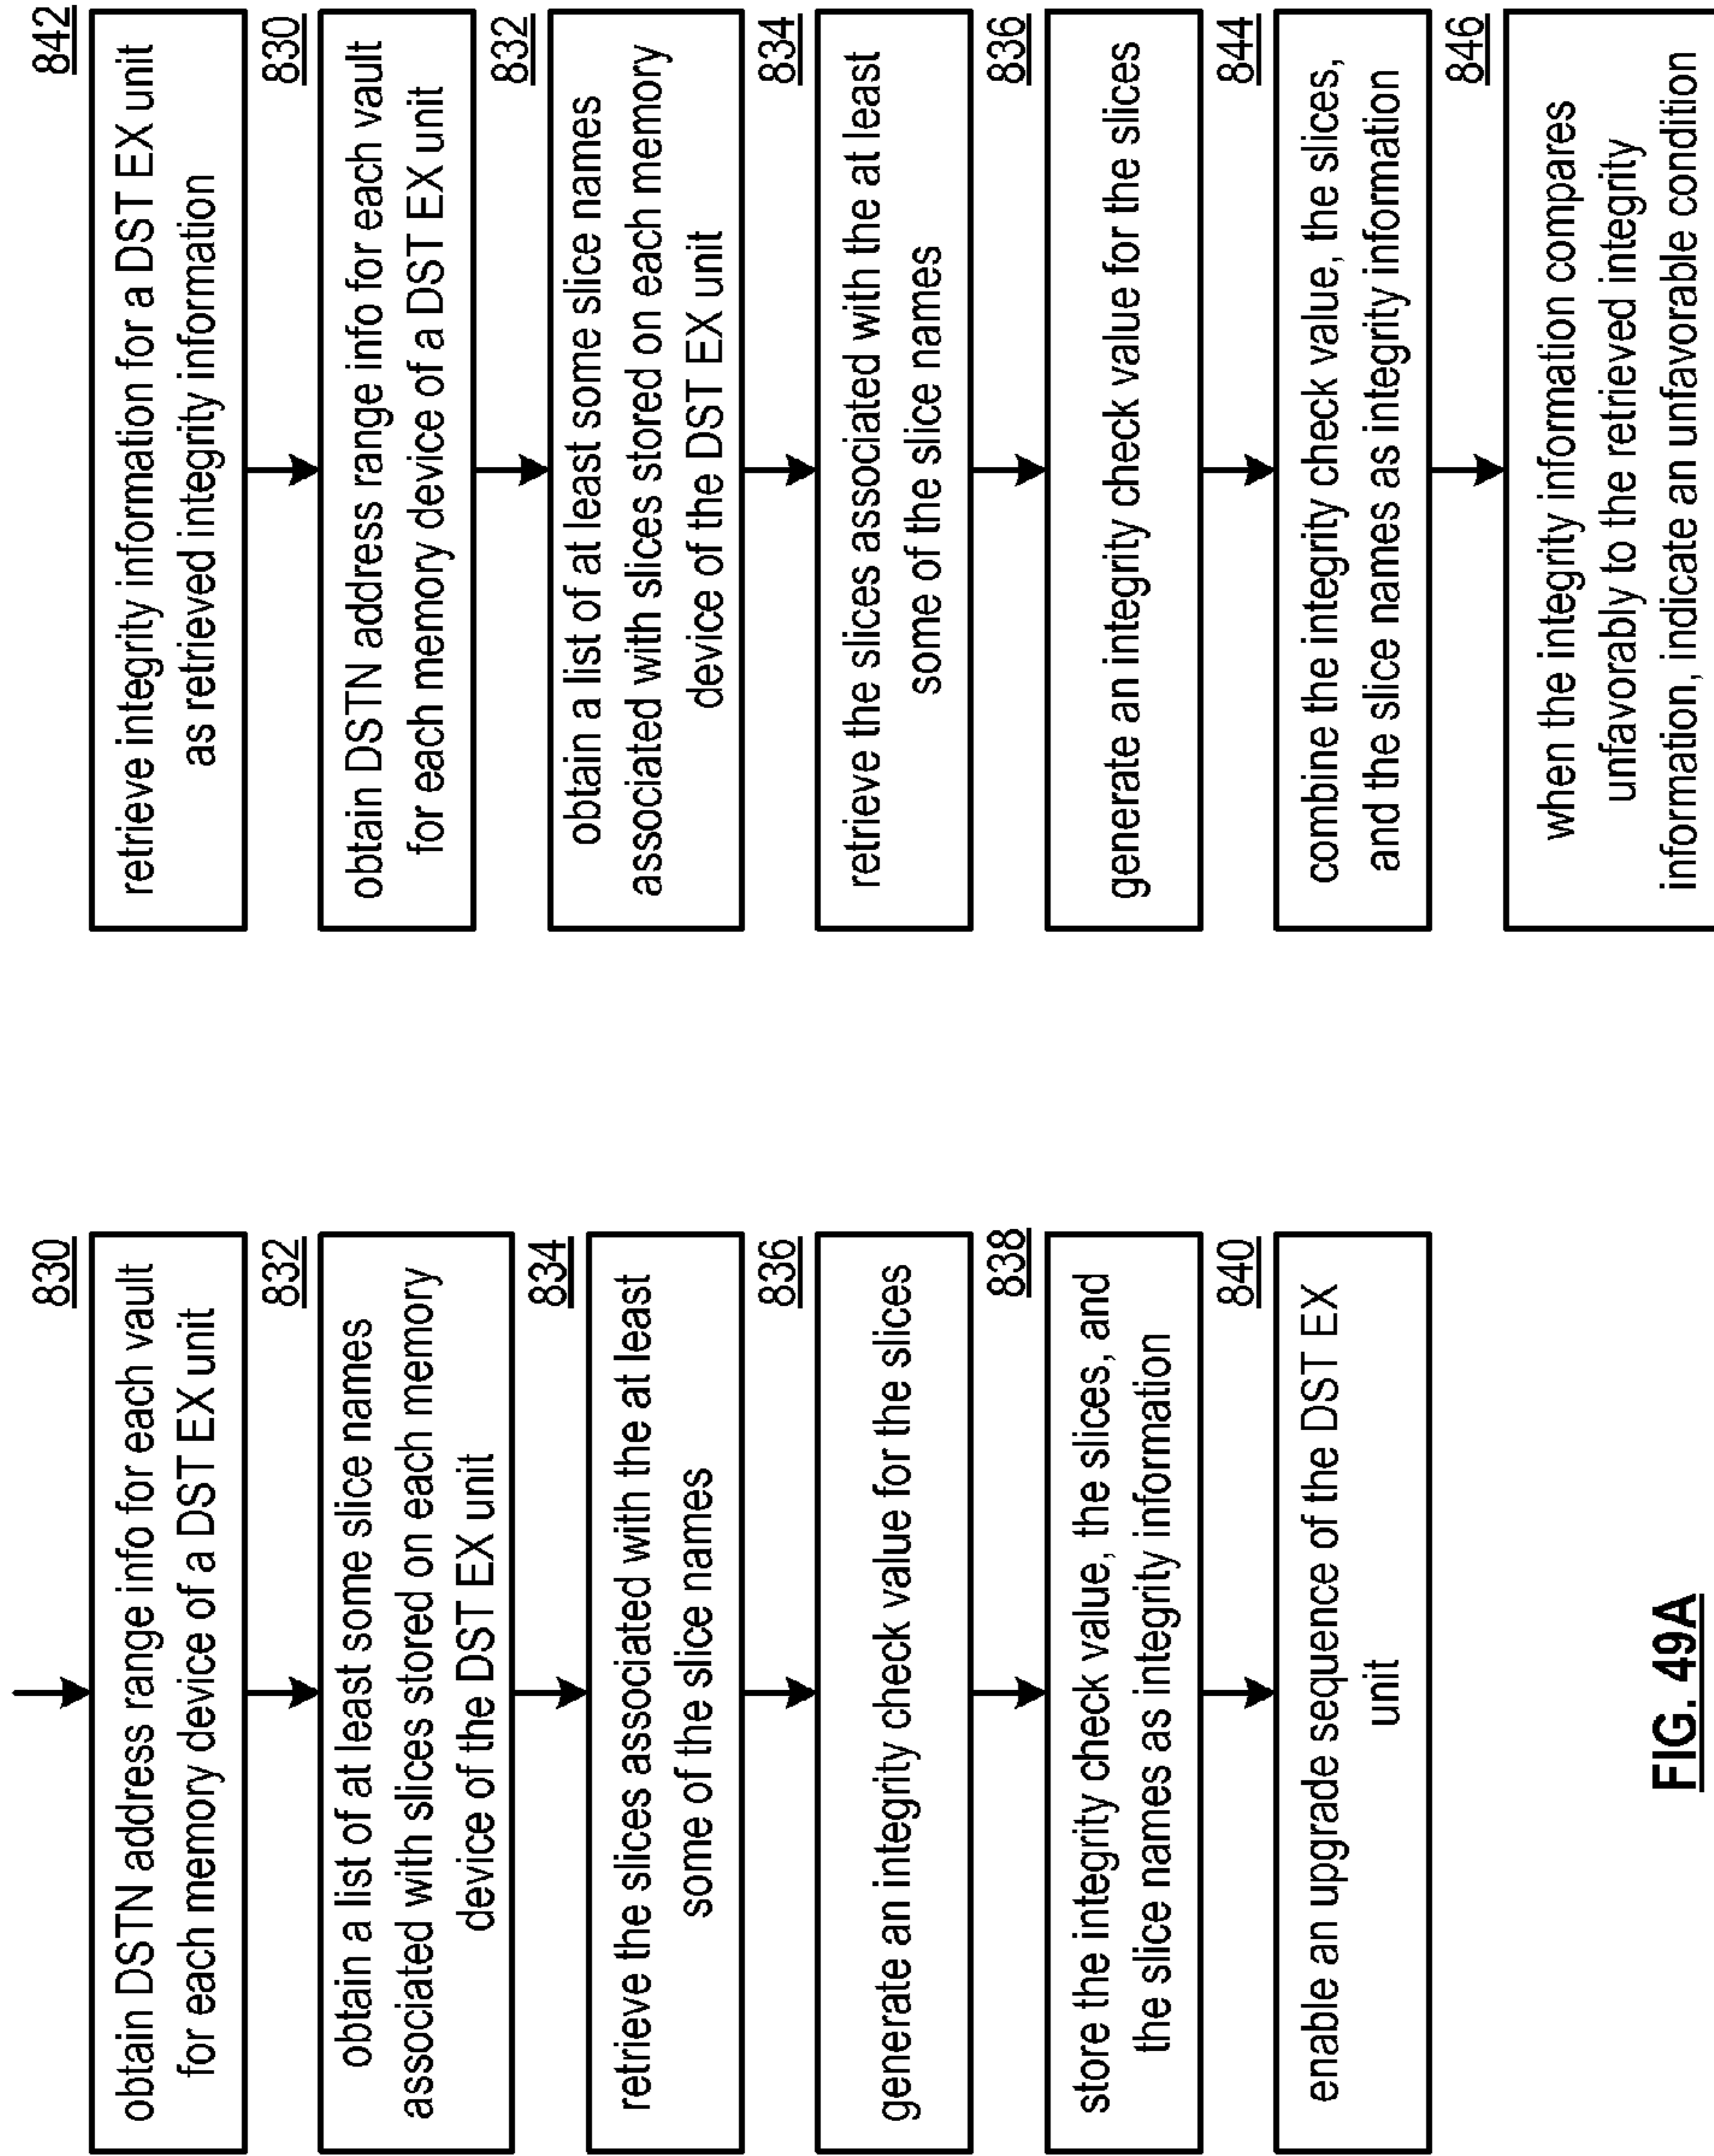 830
obtain DSTN address range info for each vault
for each memory device of a DST EX unit
832
obtain a list of at least some slice names
associated with slices stored on each memory
device of the DST EX unit
834
retrieve the slices associated with the at least
some of the slice names
836
generate an integrity check value for the slices
838
store the integrity check value, the slices, and
the slice names as integrity information
840
enable an upgrade sequence of the DST EX
unit
FIG. 49A
842
retrieve integrity information for a DST EX unit
as retrieved integrity information
830
obtain DSTN address range info for each vault
for each memory device of a DST EX unit
832
obtain a list of at least some slice names
associated with slices stored on each memory
device of the DST EX unit
834
retrieve the slices associated with the at least
some of the slice names
836
generate an integrity check value for the slices
844
combine the integrity check value, the slices,
and the slice names as integrity information
846
when the integrity information compares
unfavorably to the retrieved integrity
information, indicate an unfavorable condition